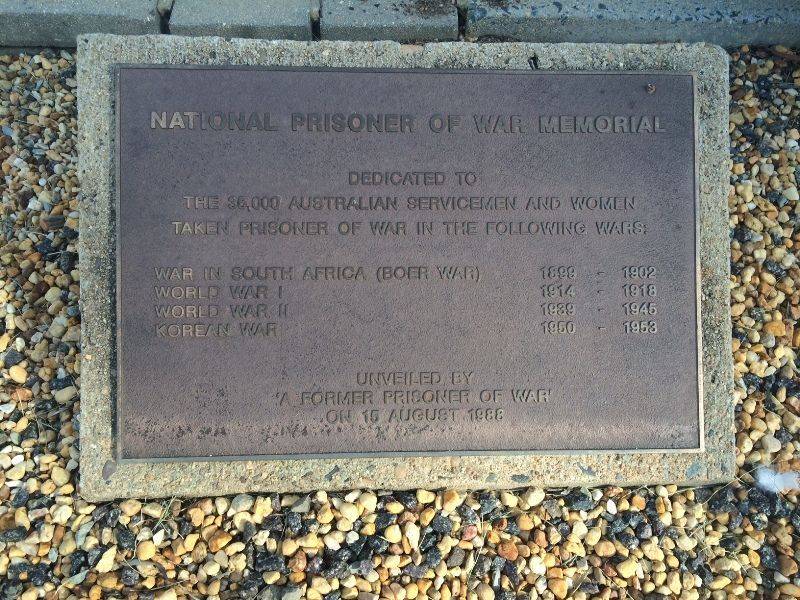 NATIONAL PRISONER OF WAR MEMORIAL
DEDICATED TO
THE 35,000 AUSTRALIAN SERVICEMEN AND WOMEN
TAKEN PRISONER OF WAR IN THE FOLLOWING WARS:
WAR IN SOUTH AFRICA (BOER WAR) 1899 - 1902
WORLD WAR I 1914 - 1918
WORLD WAR II 1939 - 1945
KOREAN WAR 1950 - 1953
UNVEILED BY
'A FORMER PRISONER OF WAR'
ON 15 AUGUST 1988